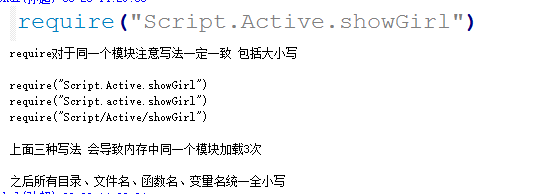 require("Script.Active.showGirl")
require对于同一个模块注意写法一定一致 包括大小写
require("Script.Active.showGirl")
require("Script.active.showGirl")
require("Script/Active/showGirl")
上面三种写法 会导致内存中同一个模块加载3次
之后所有目录、文件名、函数名、变量名统一全小写